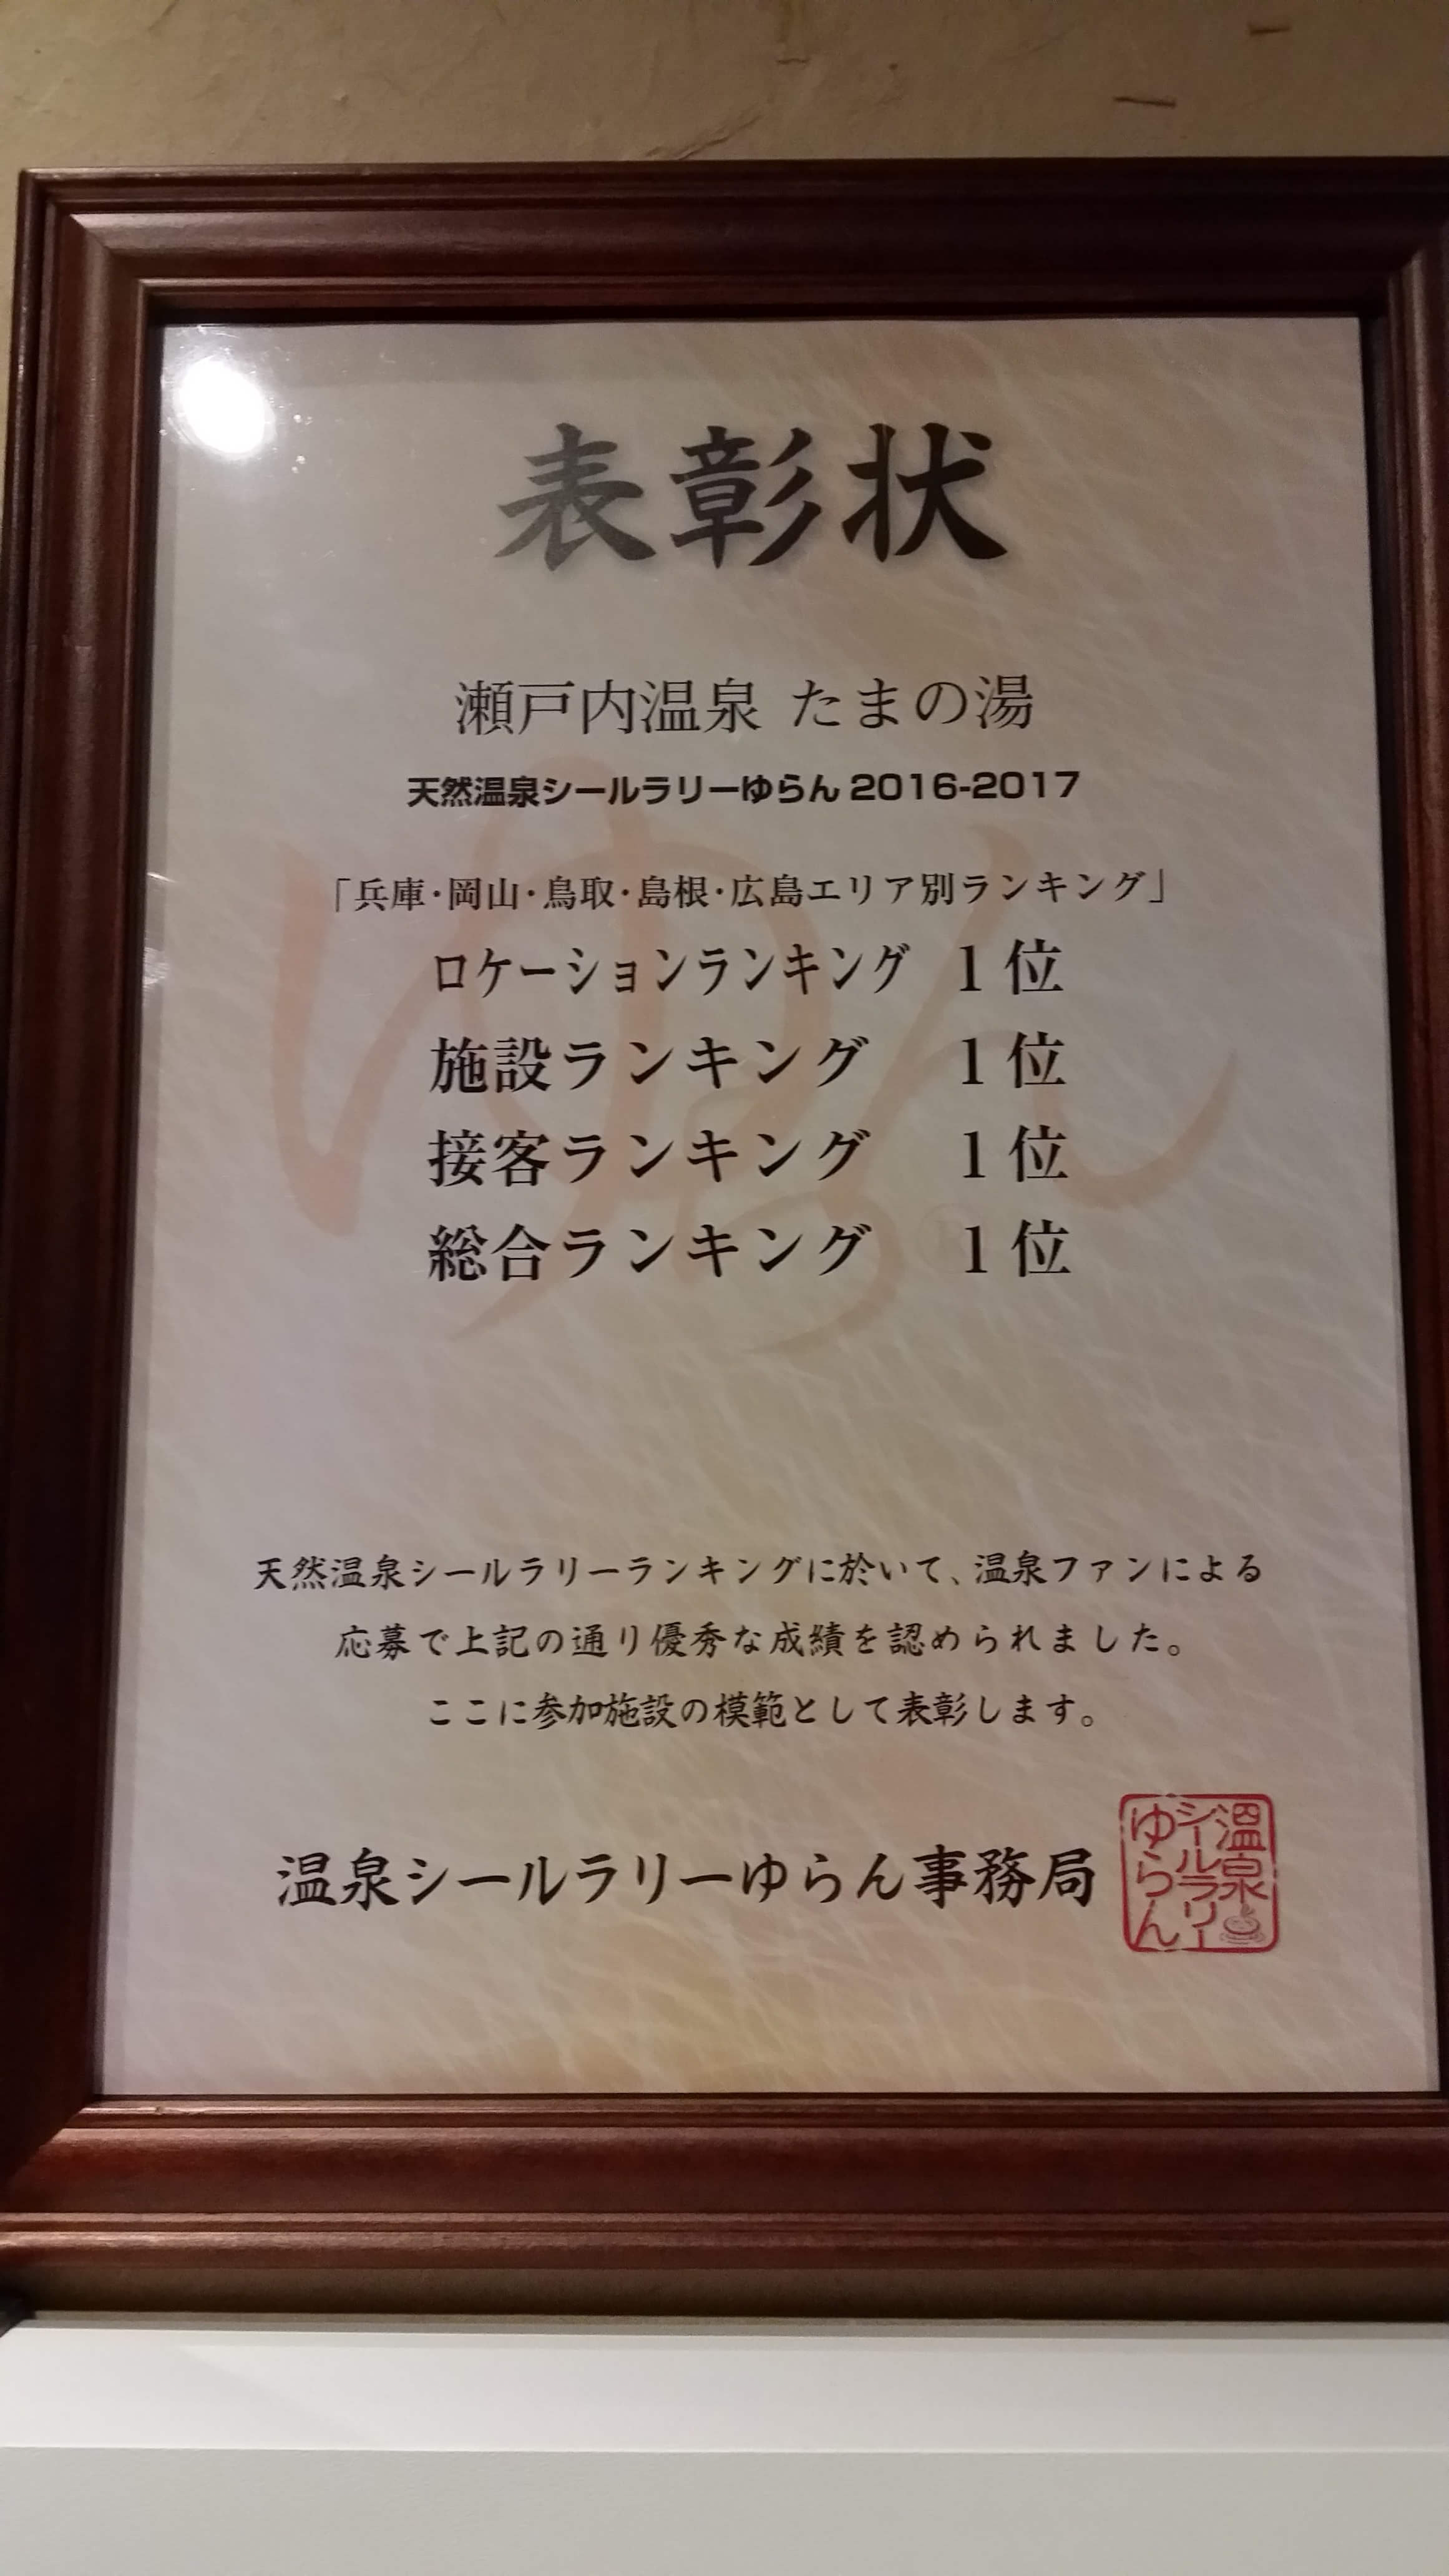 表彰状
瀬戸内温泉 たまの湯
天然温泉シールラリーゆらん2016-2017
「兵庫・岡山・鳥取・島根・広島エリア別ランキング」
ロケーションランキング 1位
施設ランキング 1位
接客ランキング 1位
総合ランキング 1位
ゆらん
天然温泉シールラリーランキングに於いて、温泉ファンによる
応募で上記の通り優秀な成績を認められました。
ここに参加施設の模範として表彰します。
温泉シールラリーゆらん事務局
温泉
シールラリー
ゆらん